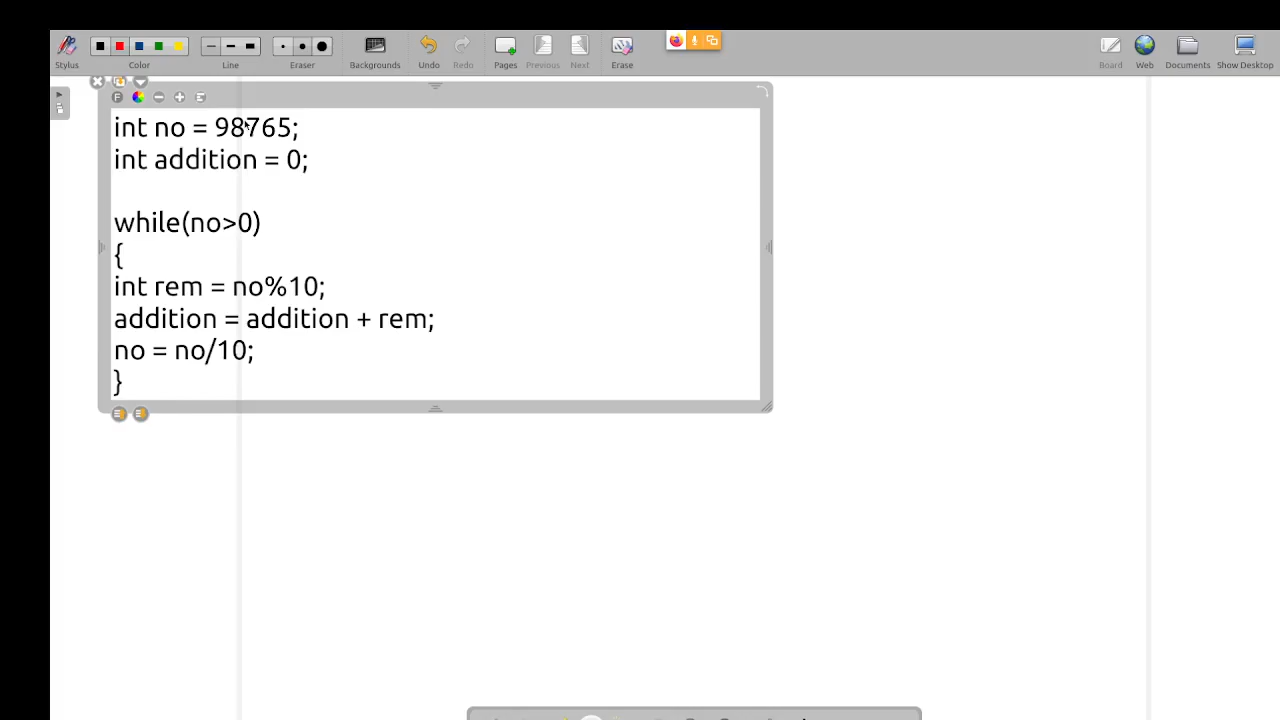 Stylus
Color
Line
Eraser
Backgrounds
Undo
Redo
Pages
Previous
Next
Erase
Board
Web
Documents
Show Desktop
int no = 98765;
int addition = 0;
while(no>0)
{
int rem = no%10;
addition = addition + rem;
no = no/10;
}